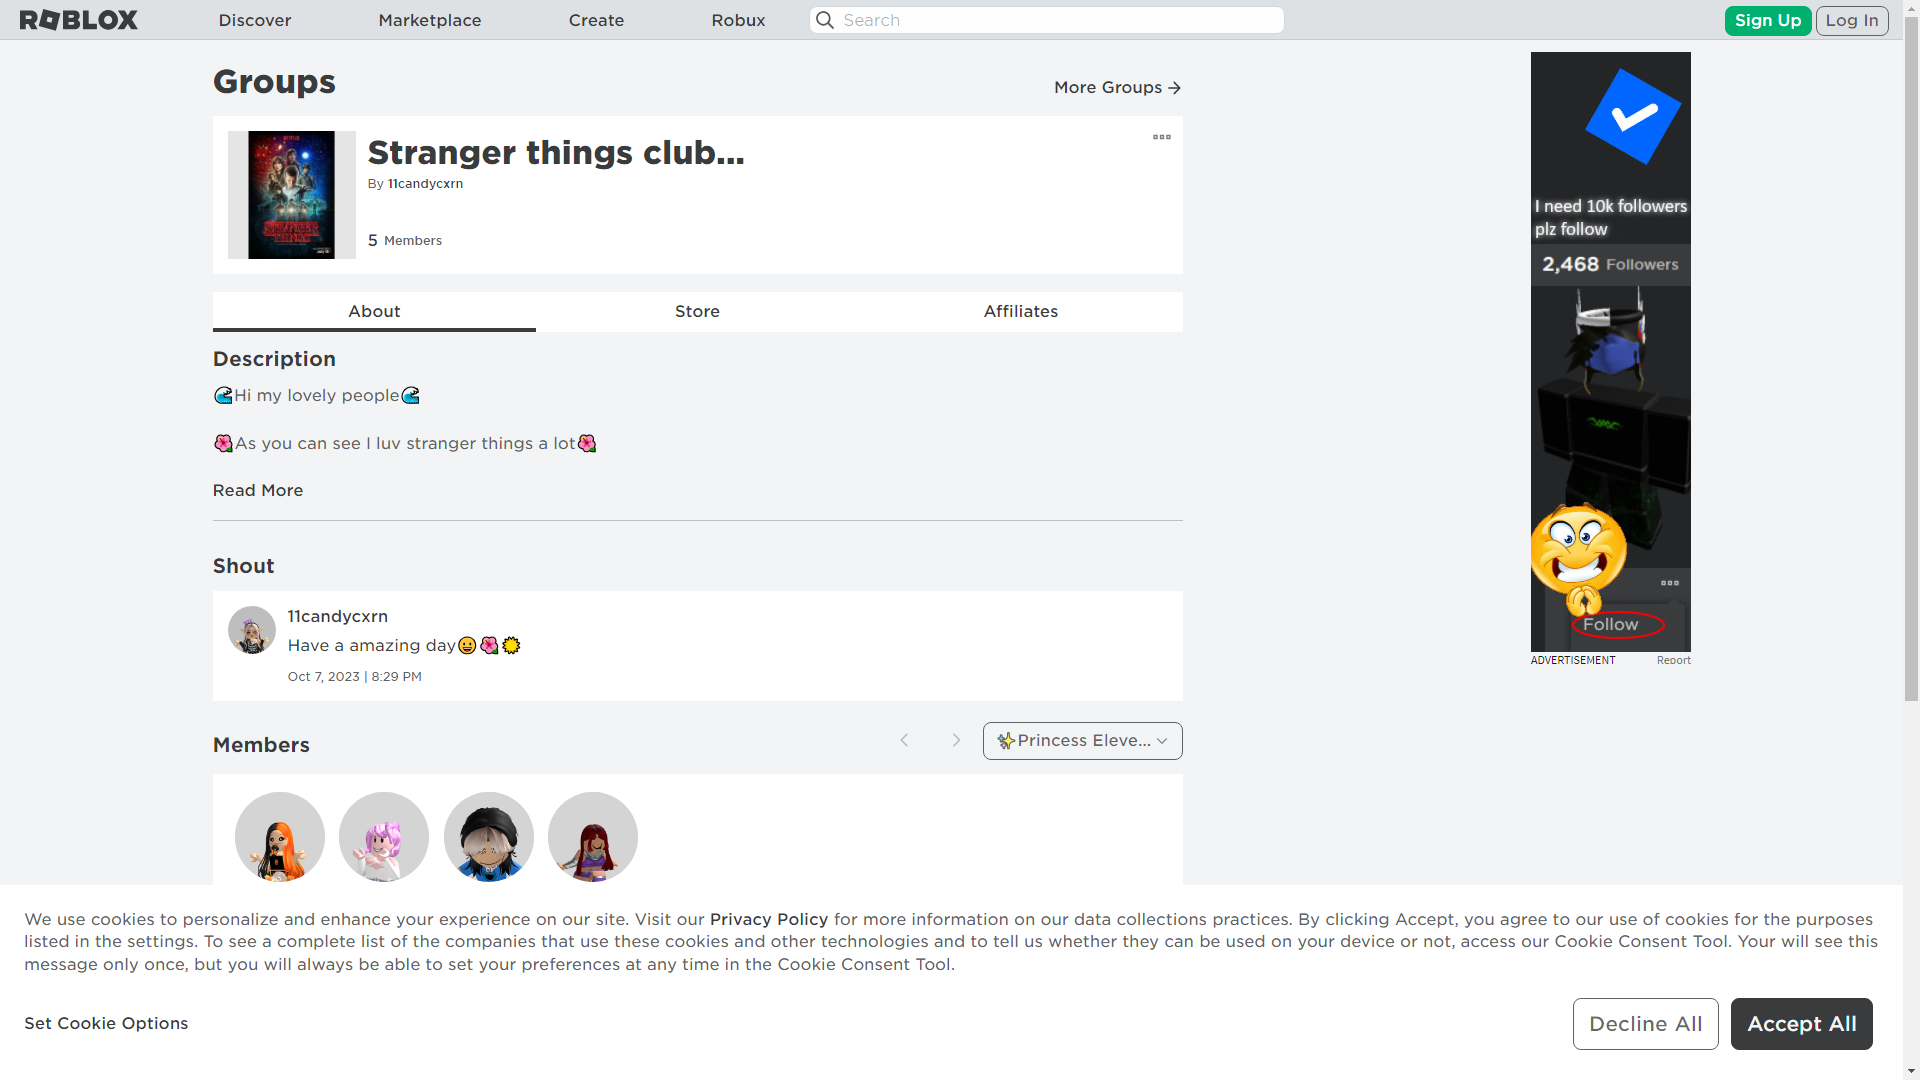 ROBLOX
Discover
Marketplace
Create
Robux
Search
Sign Up
Log In
Groups
More Groups
Stranger things club...
By 11candycxrn
5 Members
STRANGER
THINGS
About
Store
Affiliates
Description
🌊Hi my lovely people🌊
🌺As you can see I luv stranger things a lot🌺
Read More
Shout
11candycxrn
Have a amazing day😀🌺🌞
Oct 7, 2023 | 8:29 PM
Members
✨Princess Eleve...
I need 10k followers
plz follow
2,468 Followers
Follow
ADVERTISEMENT
Report
We use cookies to personalize and enhance your experience on our site. Visit our Privacy Policy for more information on our data collections practices. By clicking Accept, you agree to our use of cookies for the purposes
listed in the settings. To see a complete list of the companies that use these cookies and other technologies and to tell us whether they can be used on your device or not, access our Cookie Consent Tool. Your will see this
message only once, but you will always be able to set your preferences at any time in the Cookie Consent Tool.
Set Cookie Options
Decline All
Accept All